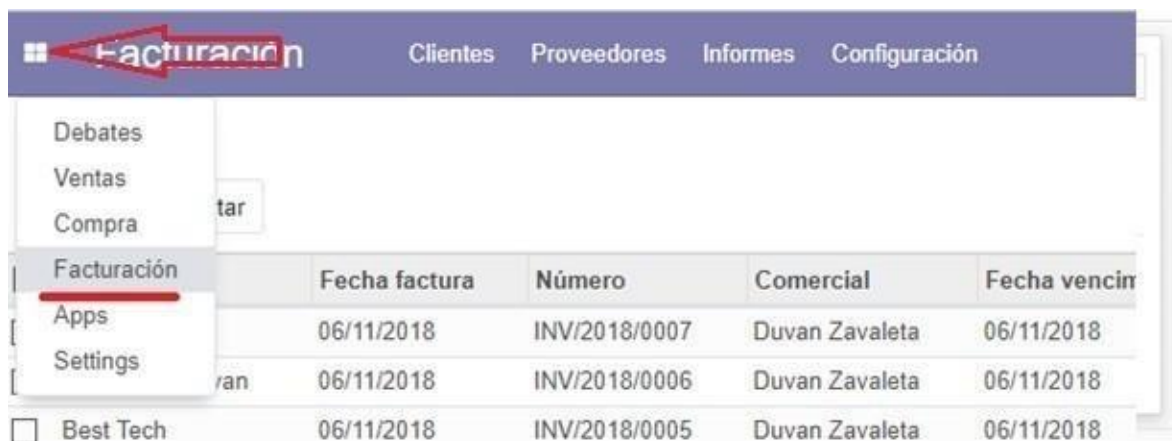 Facturación Clientes Proveedores Informes Configuración
Debates
Ventas
tar
Compra
Facturación Fecha factura Número Comercial Fecha vencim
Apps 06/11/2018 INV/2018/0007 Duvan Zavaleta 06/11/2018
Settings
van 06/11/2018 INV/2018/0006 Duvan Zavaleta 06/11/2018
Best Tech 06/11/2018 INV/2018/0005 Duvan Zavaleta 06/11/2018